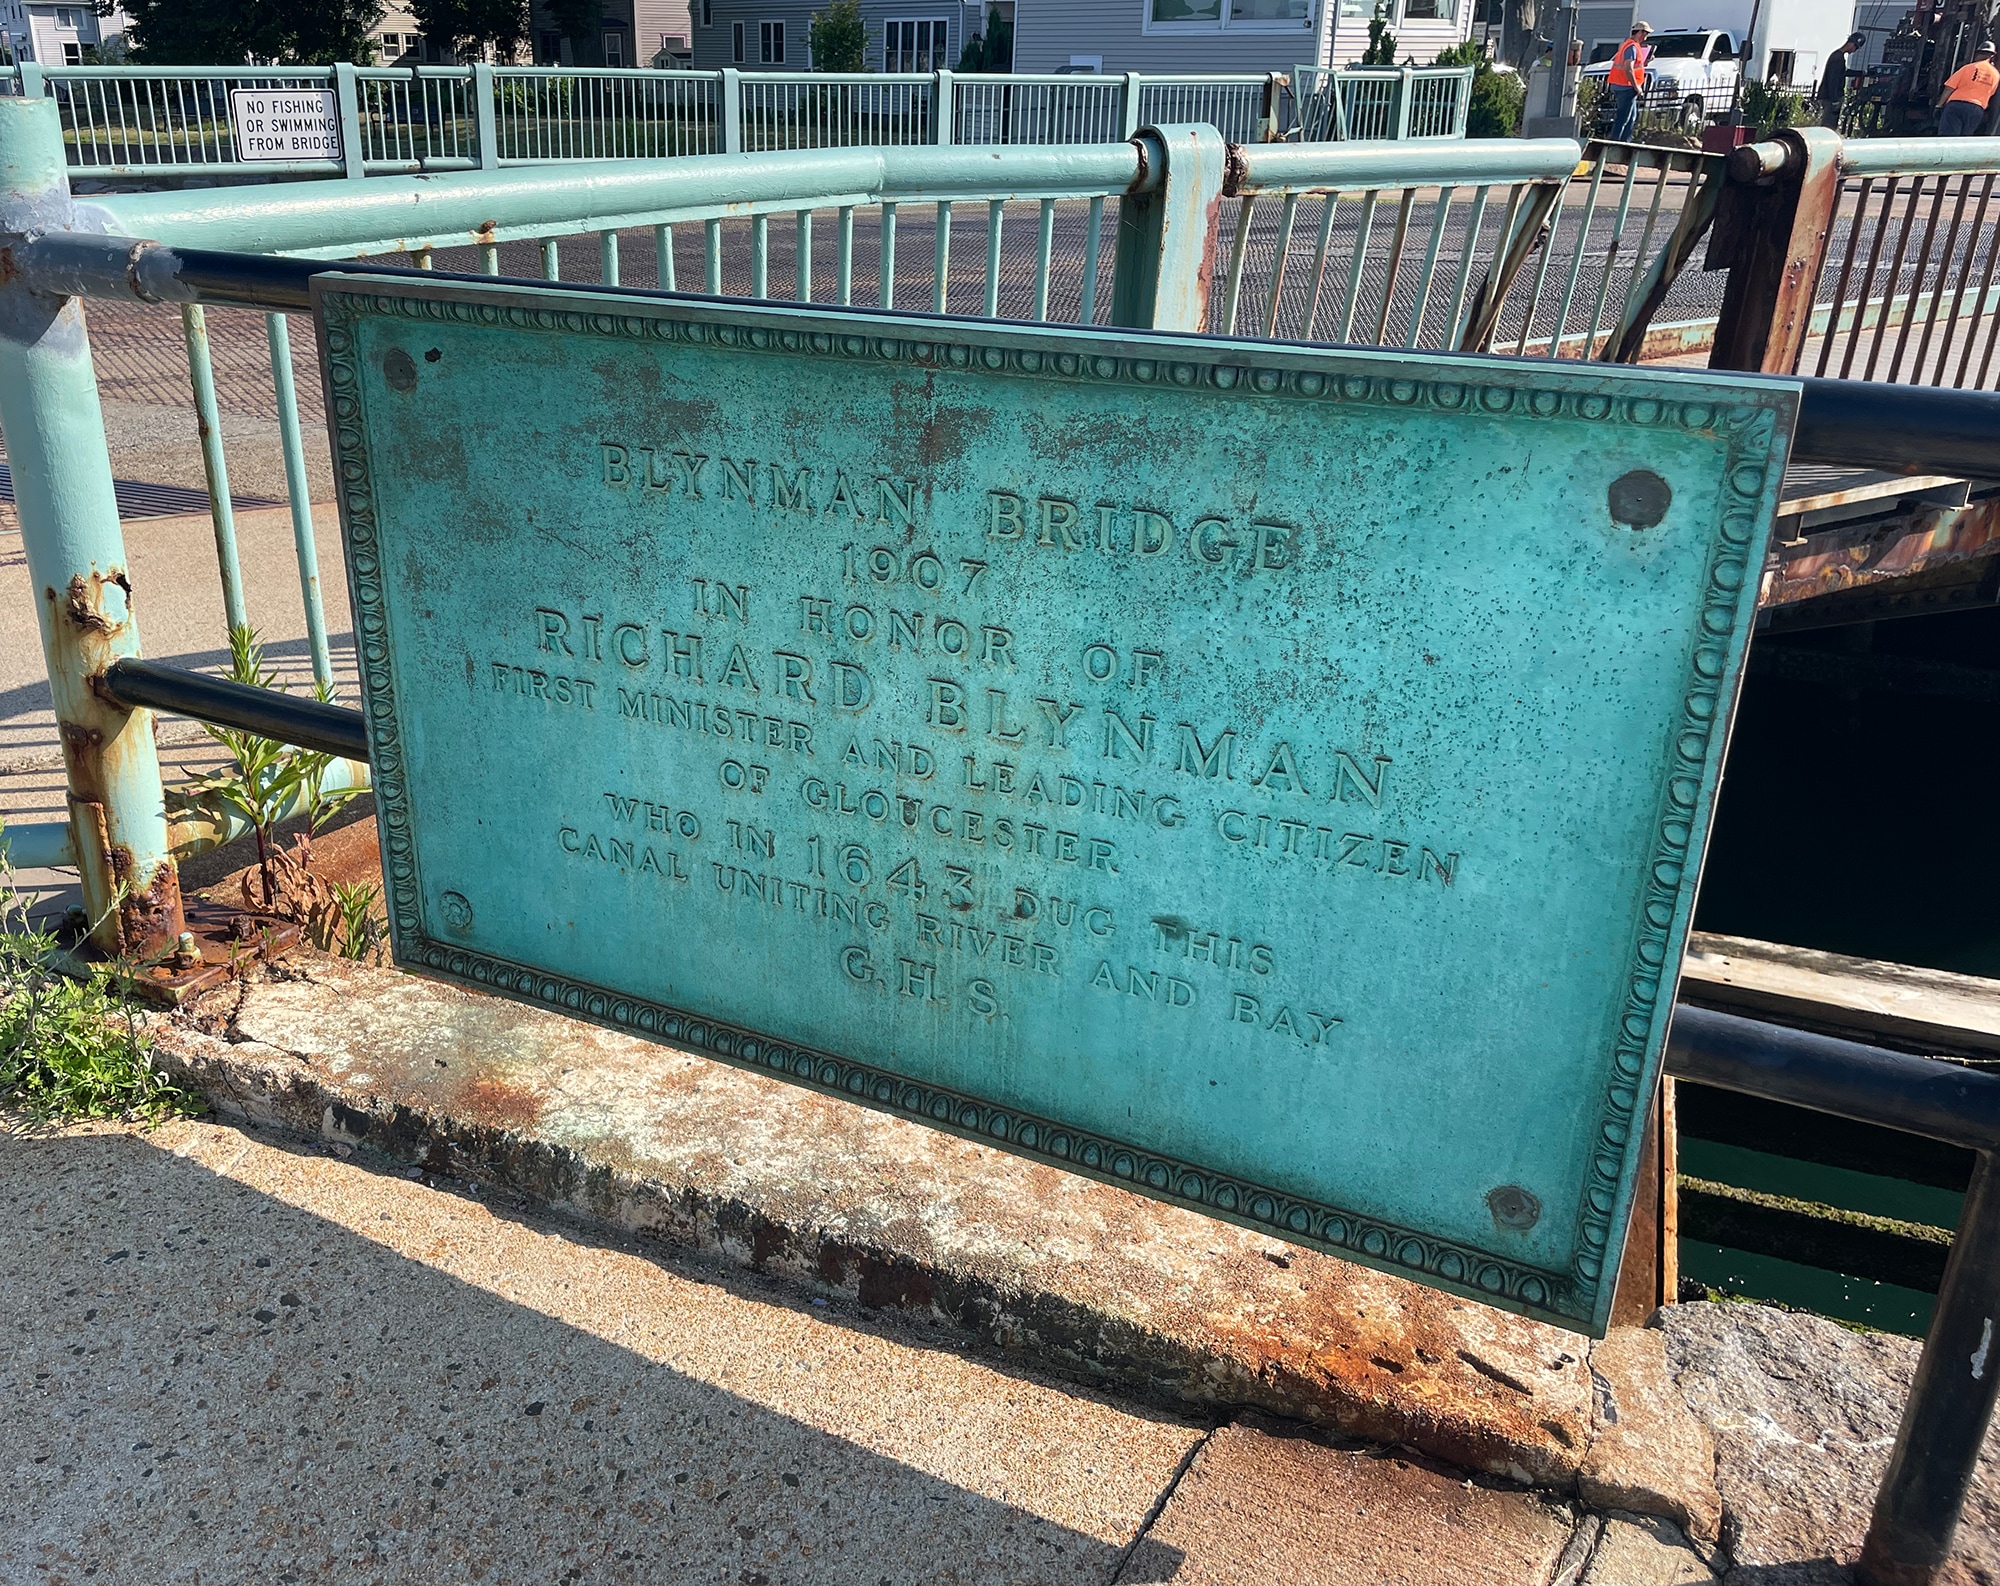 NO FISHING
OR SWIMMING
FROM BRIDGE
BLYNMAN BRIDGE
1907
IN HONOR OF
RICHARD BLYNMAN
FIRST MINISTER AND LEADING CITIZEN
OF GLOUCESTER
WHO IN 1643 DUG THIS
CANAL UNITING RIVER AND BAY
G.H.S.